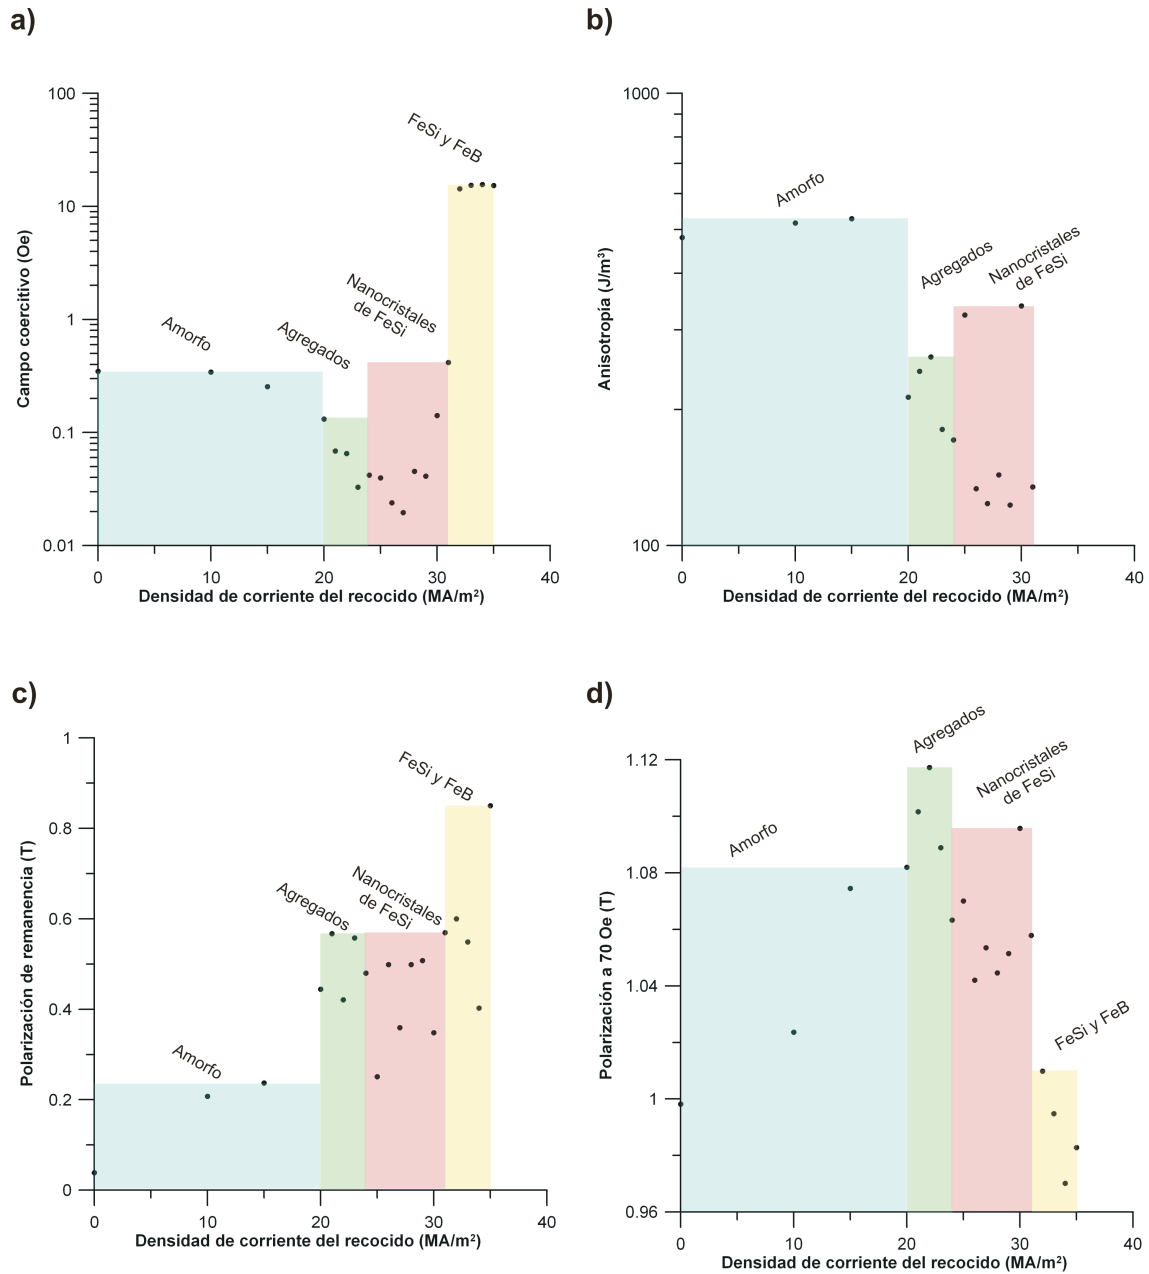 a)
100
10
1
0.1
0.01
Campo coercitivo (Oe)
Amorfo
Agregados
Nanocristales
de FeSi
FeSi y FeB
0 10 20 30 40
Densidad de corriente del recocido (MA/m²)
b)
1000
100
Anisotropía (J/m³)
Amorfo
Agregados
Nanocristales
de FeSi
0 10 20 30 40
Densidad de corriente del recocido (MA/m²)
c)
1
0.8
0.6
0.4
0.2
0
Polarización de remanencia (T)
Amorfo
Agregados
Nanocristales
de FeSi
FeSi y FeB
0 10 20 30 40
Densidad de corriente del recocido (MA/m²)
d)
1.12
1.08
1.04
1
0.96
Polarización a 70 Oe (T)
Amorfo
Agregados
Nanocristales
de FeSi
FeSi y FeB
0 10 20 30 40
Densidad de corriente del recocido (MA/m²)